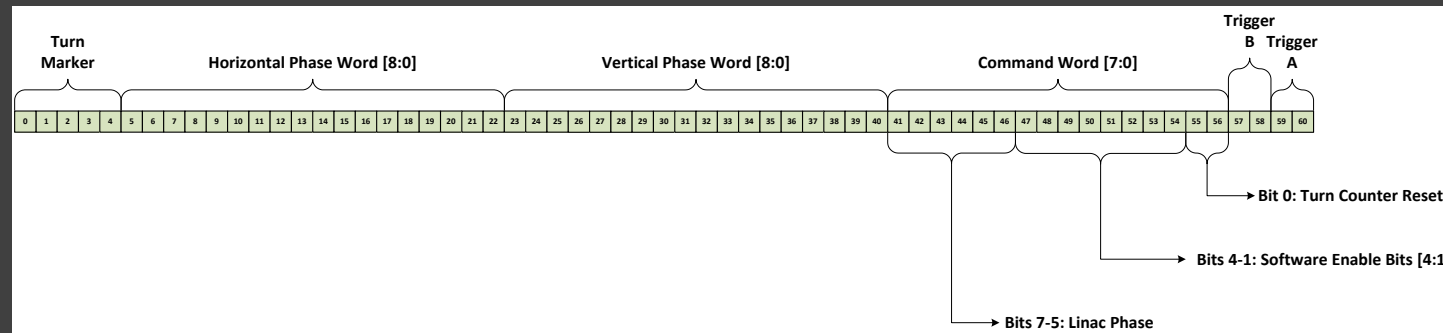 Turn
Marker
Horizontal Phase Word [8:0]
Vertical Phase Word [8:0]
Command Word [7:0]
Trigger
B
Trigger
A
0 1 2 3 4 5 6 7 8 9 10 11 12 13 14 15 16 17 18 19 20 21 22 23 24 25 26 27 28 29 30 31 32 33 34 35 36 37 38 39 40 41 42 43 44 45 46 47 48 49 50 51 52 53 54 55 56 57 58 59 60
Bit 0: Turn Counter Reset
Bits 4-1: Software Enable Bits [4:1
Bits 7-5: Linac Phase